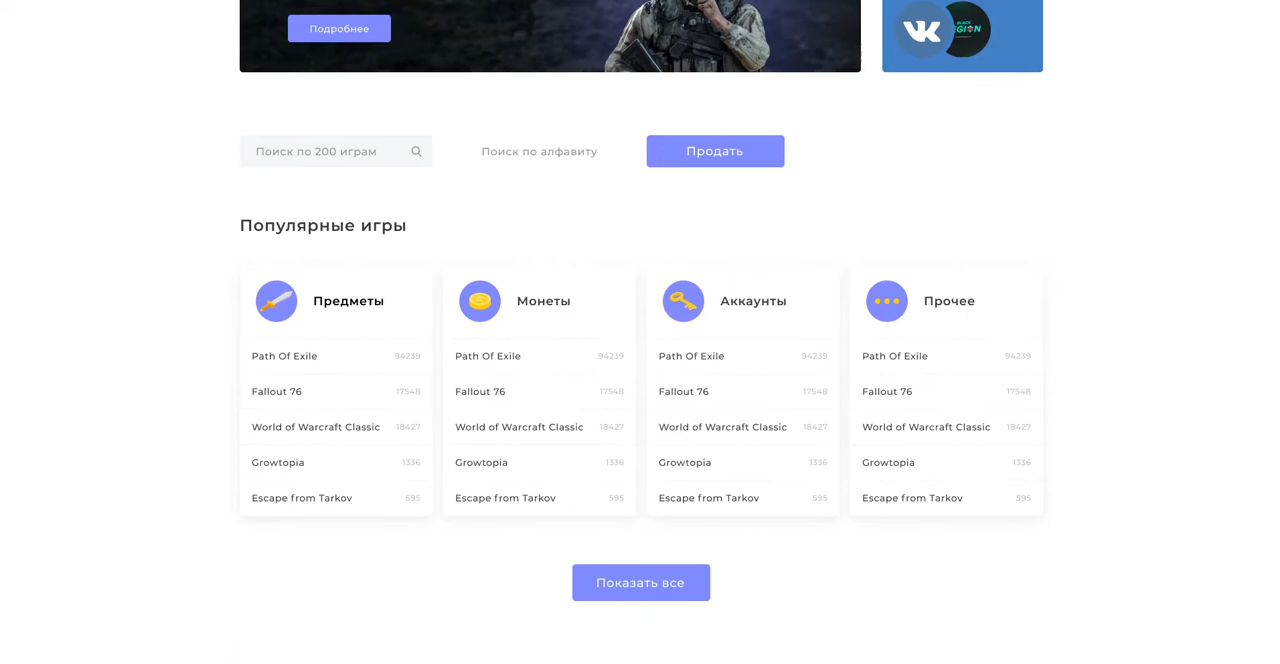 Подробнее
BLACK
Поиск по 200 играм
Поиск по алфавиту
Продать
Популярные игры
Предметы
Path Of Exile 94239
Fallout 76 17548
World of Warcraft Classic 18427
Growtopia 1336
Escape from Tarkov 595
Монеты
Path Of Exile 94239
Fallout 76 17548
World of Warcraft Classic 18427
Growtopia 1336
Escape from Tarkov 595
Аккаунты
Path Of Exile 94239
Fallout 76 17548
World of Warcraft Classic 18427
Growtopia 1336
Escape from Tarkov 595
Прочее
Path Of Exile 94239
Fallout 76 17548
World of Warcraft Classic 18427
Growtopia 1336
Escape from Tarkov 595
Показать все